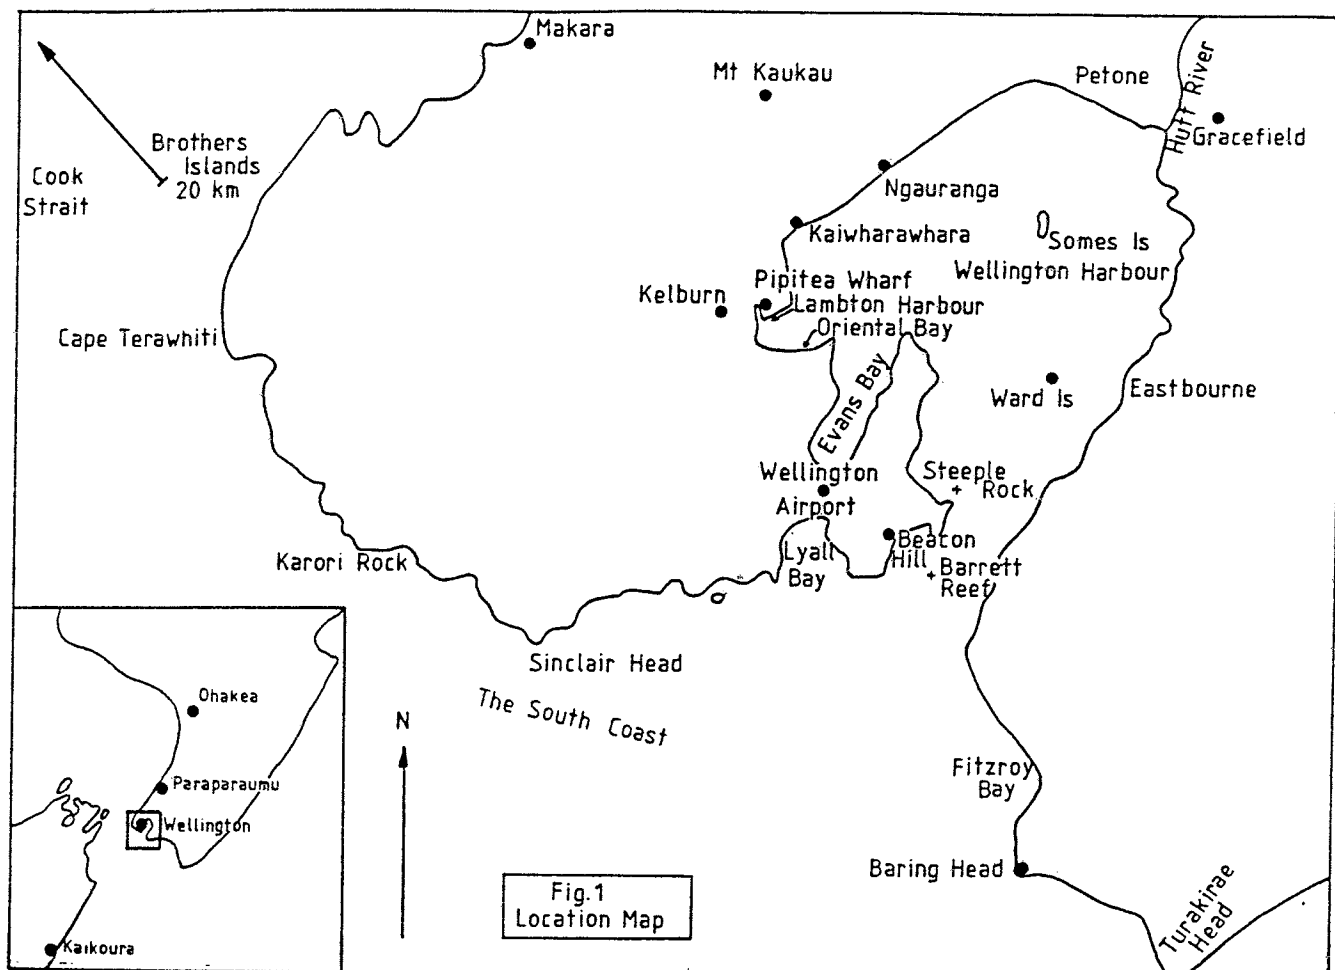 Makara
Mt Kaukau
Petone
Hutt River
Gracefield
Brothers
Islands
20 km
Cook
Strait
Ngauranga
Kaiwharawhara
Somes Is
Wellington Harbour
Kelburn
Pipitea Wharf
Lambton Harbour
Oriental Bay
Cape Terawhiti
Evans Bay
Ward Is
Eastbourne
Wellington
Airport
Steeple
Rock
Karori Rock
Lyall
Bay
Beacon
Hill
Barrett
Reef
Sinclair Head
The South Coast
N
Fitzroy
Bay
Baring Head
Turakirae
Head
Ohakea
Paraparaumu
Wellington
Kaikoura
Fig.1
Location Map